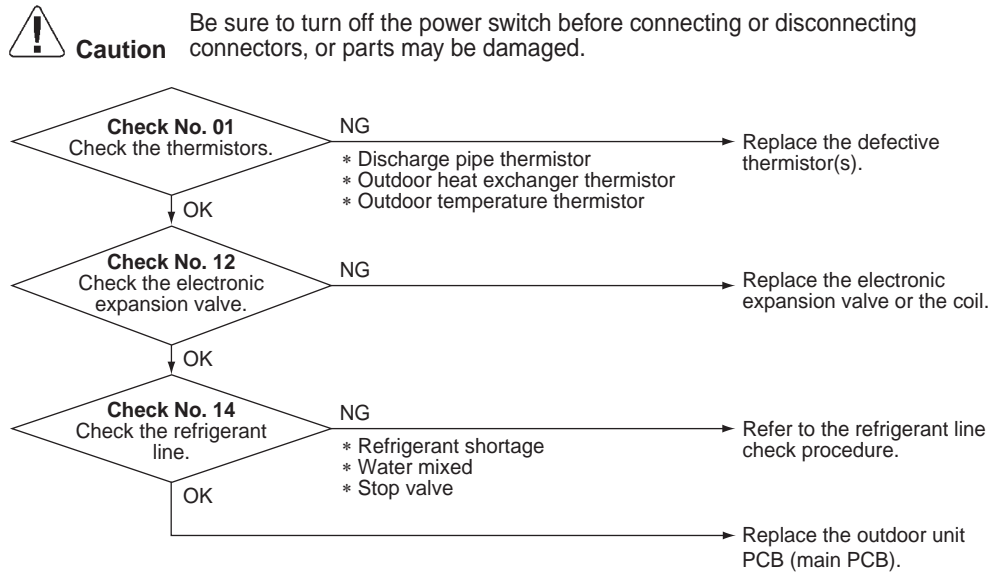 Be sure to turn off the power switch before connecting or disconnecting
Caution connectors, or parts may be damaged.
Check No. 01
Check the thermistors.
NG
∗ Discharge pipe thermistor
∗ Outdoor heat exchanger thermistor
∗ Outdoor temperature thermistor
Replace the defective
thermistor(s).
OK
Check No. 12
Check the electronic
expansion valve.
NG
Replace the electronic
expansion valve or the coil.
OK
Check No. 14
Check the refrigerant
line.
NG
∗ Refrigerant shortage
∗ Water mixed
∗ Stop valve
Refer to the refrigerant line
check procedure.
OK
Replace the outdoor unit
PCB (main PCB).